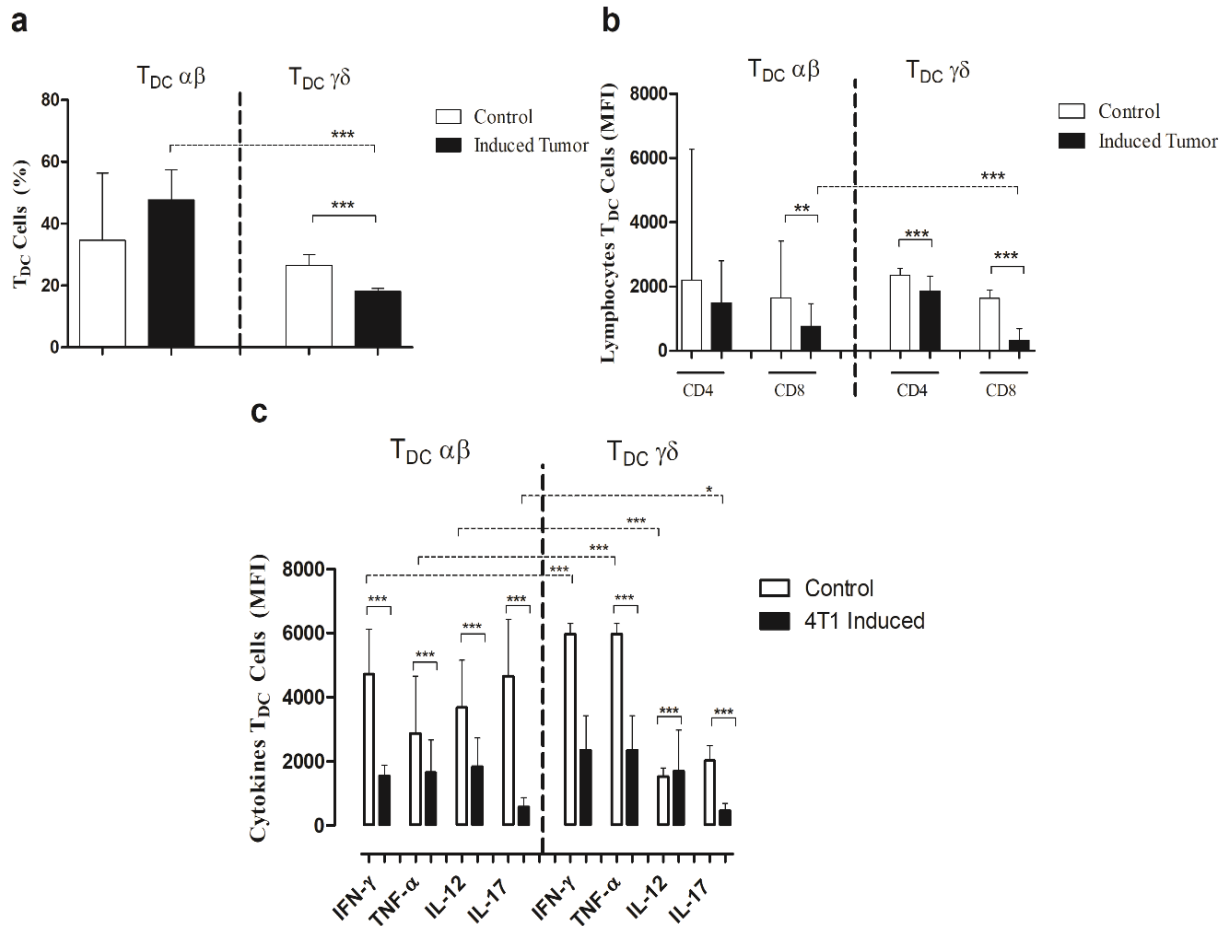 a
T_DC αβ T_DC γδ
T_DC Cells (%)
80
60
40
20
0
Control
Induced Tumor
***
***
b
T_DC αβ T_DC γδ
Lymphocytes T_DC Cells (MFI)
8000
6000
4000
2000
0
Control
Induced Tumor
***
**
***
***
CD4 CD8 CD4 CD8
c
T_DC αβ T_DC γδ
Cytokines T_DC Cells (MFI)
8000
6000
4000
2000
0
Control
4T1 Induced
*
***
***
***
*** *** *** *** *** *** ***
IFN-γ TNF-α IL-12 IL-17 IFN-γ TNF-α IL-12 IL-17